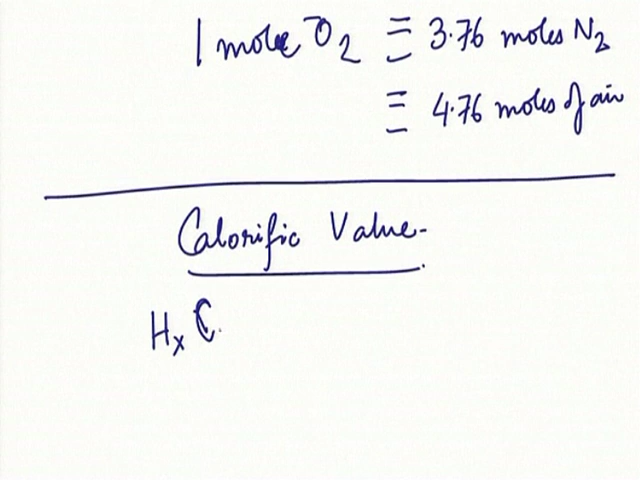 1 mole O2 ≡ 3.76 moles N2
≡ 4.76 moles of air
Calorific Value-
Hx C